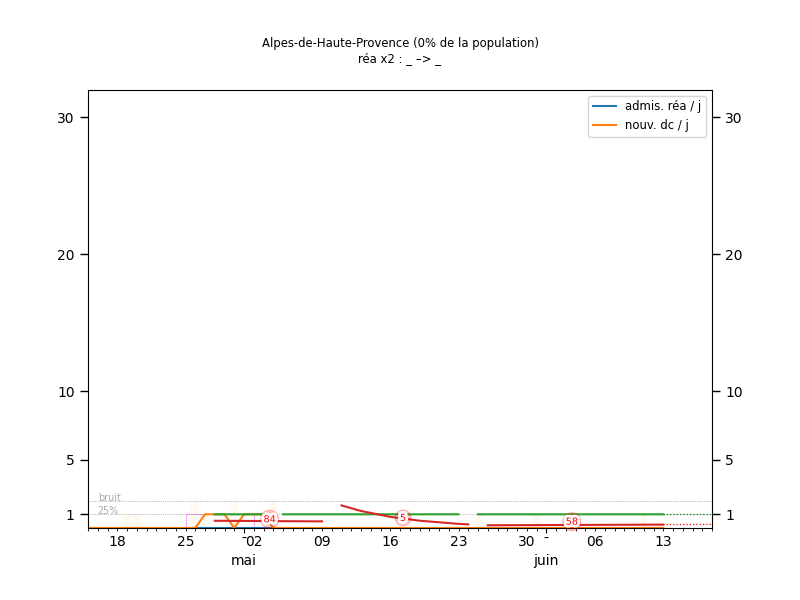 Alpes-de-Haute-Provence (0% de la population)
réa x2 : _ –> _
admis. réa / j
nouv. dc / j
30
30
20
20
10
10
5
5
bruit
25%
1
1
84
5
58
18 25 02 09 16 23 30 06 13
mai juin